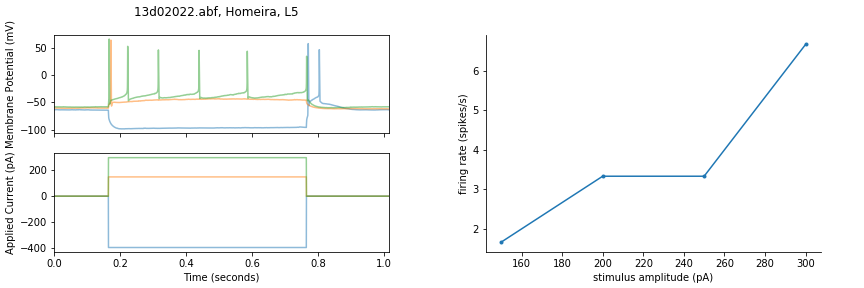 13d02022.abf, Homeira, L5
Membrane Potential (mV)
50
0
−50
−100
Applied Current (pA)
200
0
−200
−400
0.0 0.2 0.4 0.6 0.8 1.0
Time (seconds)
firing rate (spikes/s)
6
5
4
3
2
160 180 200 220 240 260 280 300
stimulus amplitude (pA)